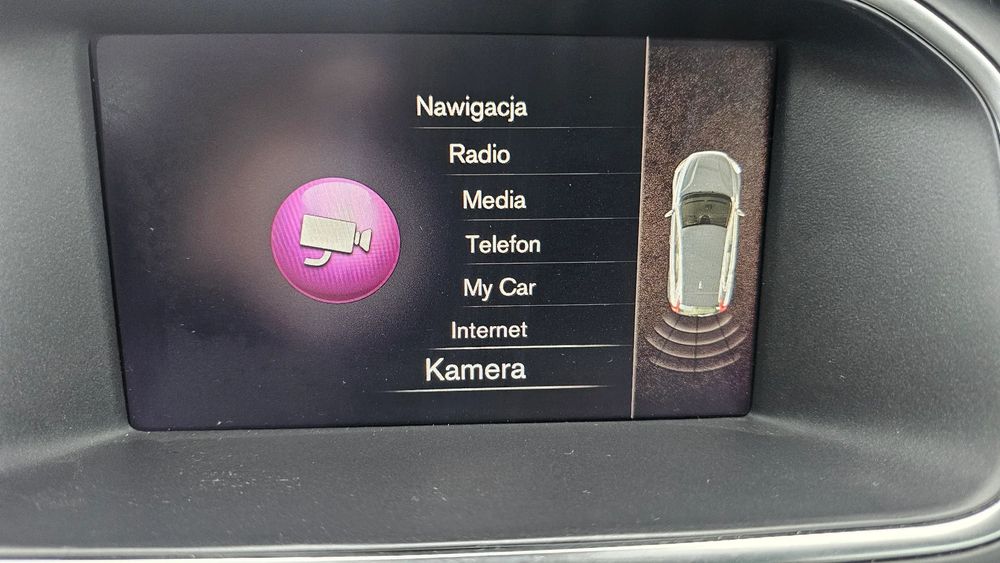 Nawigacja
Radio
Media
Telefon
My Car
Internet
Kamera